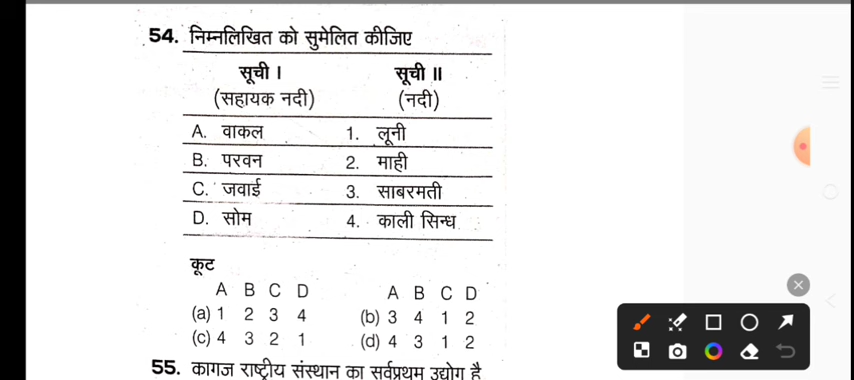 54. निम्नलिखित को सुमेलित कीजिए
सूची I सूची II
(सहायक नदी) (नदी)
A. वाकल 1. लूनी
B. परवन 2. माही
C. जवाई 3. साबरमती
D. सोम 4. काली सिन्ध
कूट
A B C D A B C D
(a) 1 2 3 4 (b) 3 4 1 2
(c) 4 3 2 1 (d) 4 3 1 2
55. कागज राष्ट्रीय संस्थान का सर्वप्रथम उद्योग है